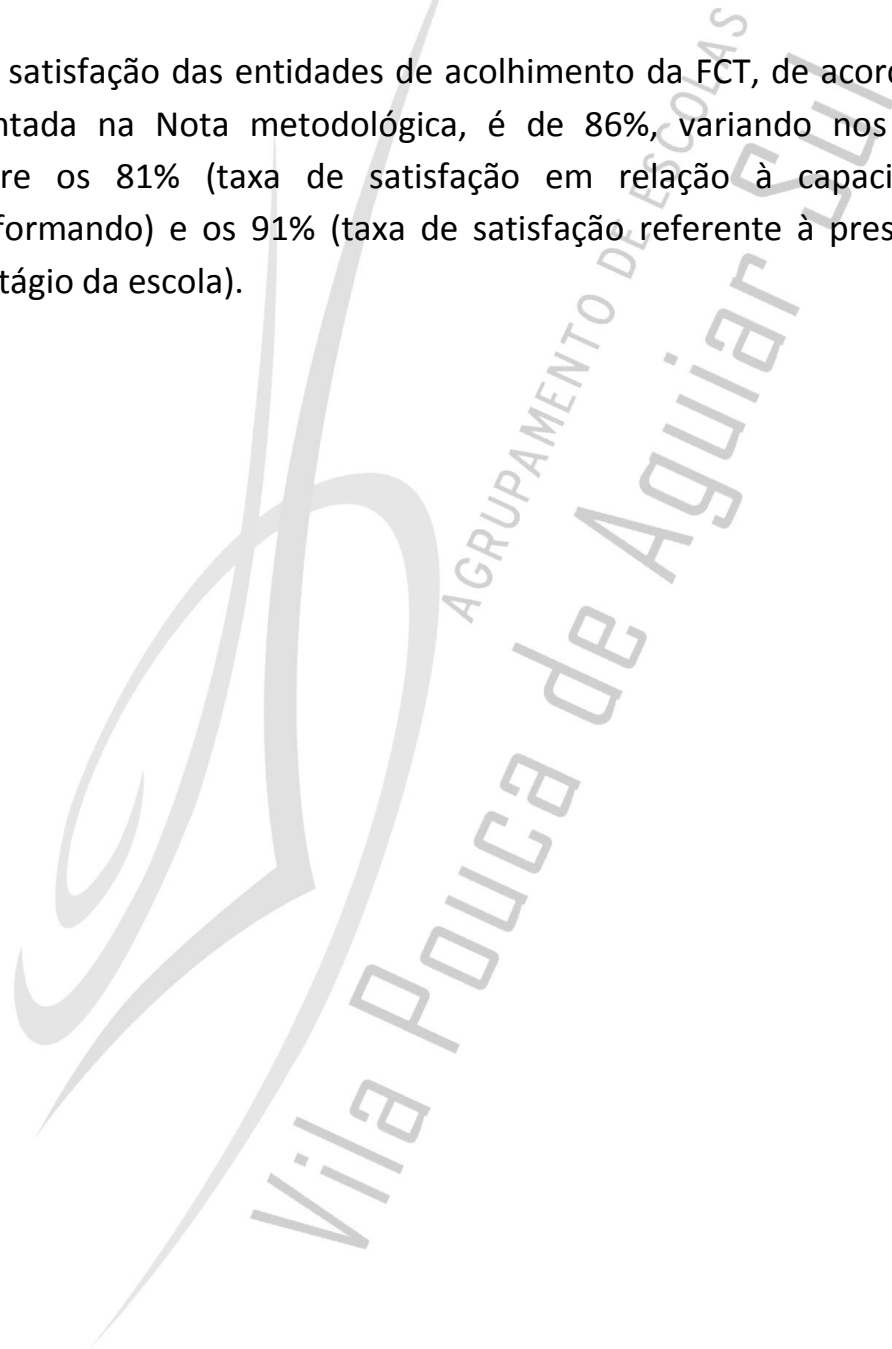 satisfação das entidades de acolhimento da FCT, de acor
ntada na Nota metodológica, é de 86%, variando nos
re os 81% (taxa de satisfação em relação à capaci
formando) e os 91% (taxa de satisfação referente à pres
tágio da escola).
AGRUPAMENTO DE ESCOLAS
Vila Pouca de Aguiar Sul